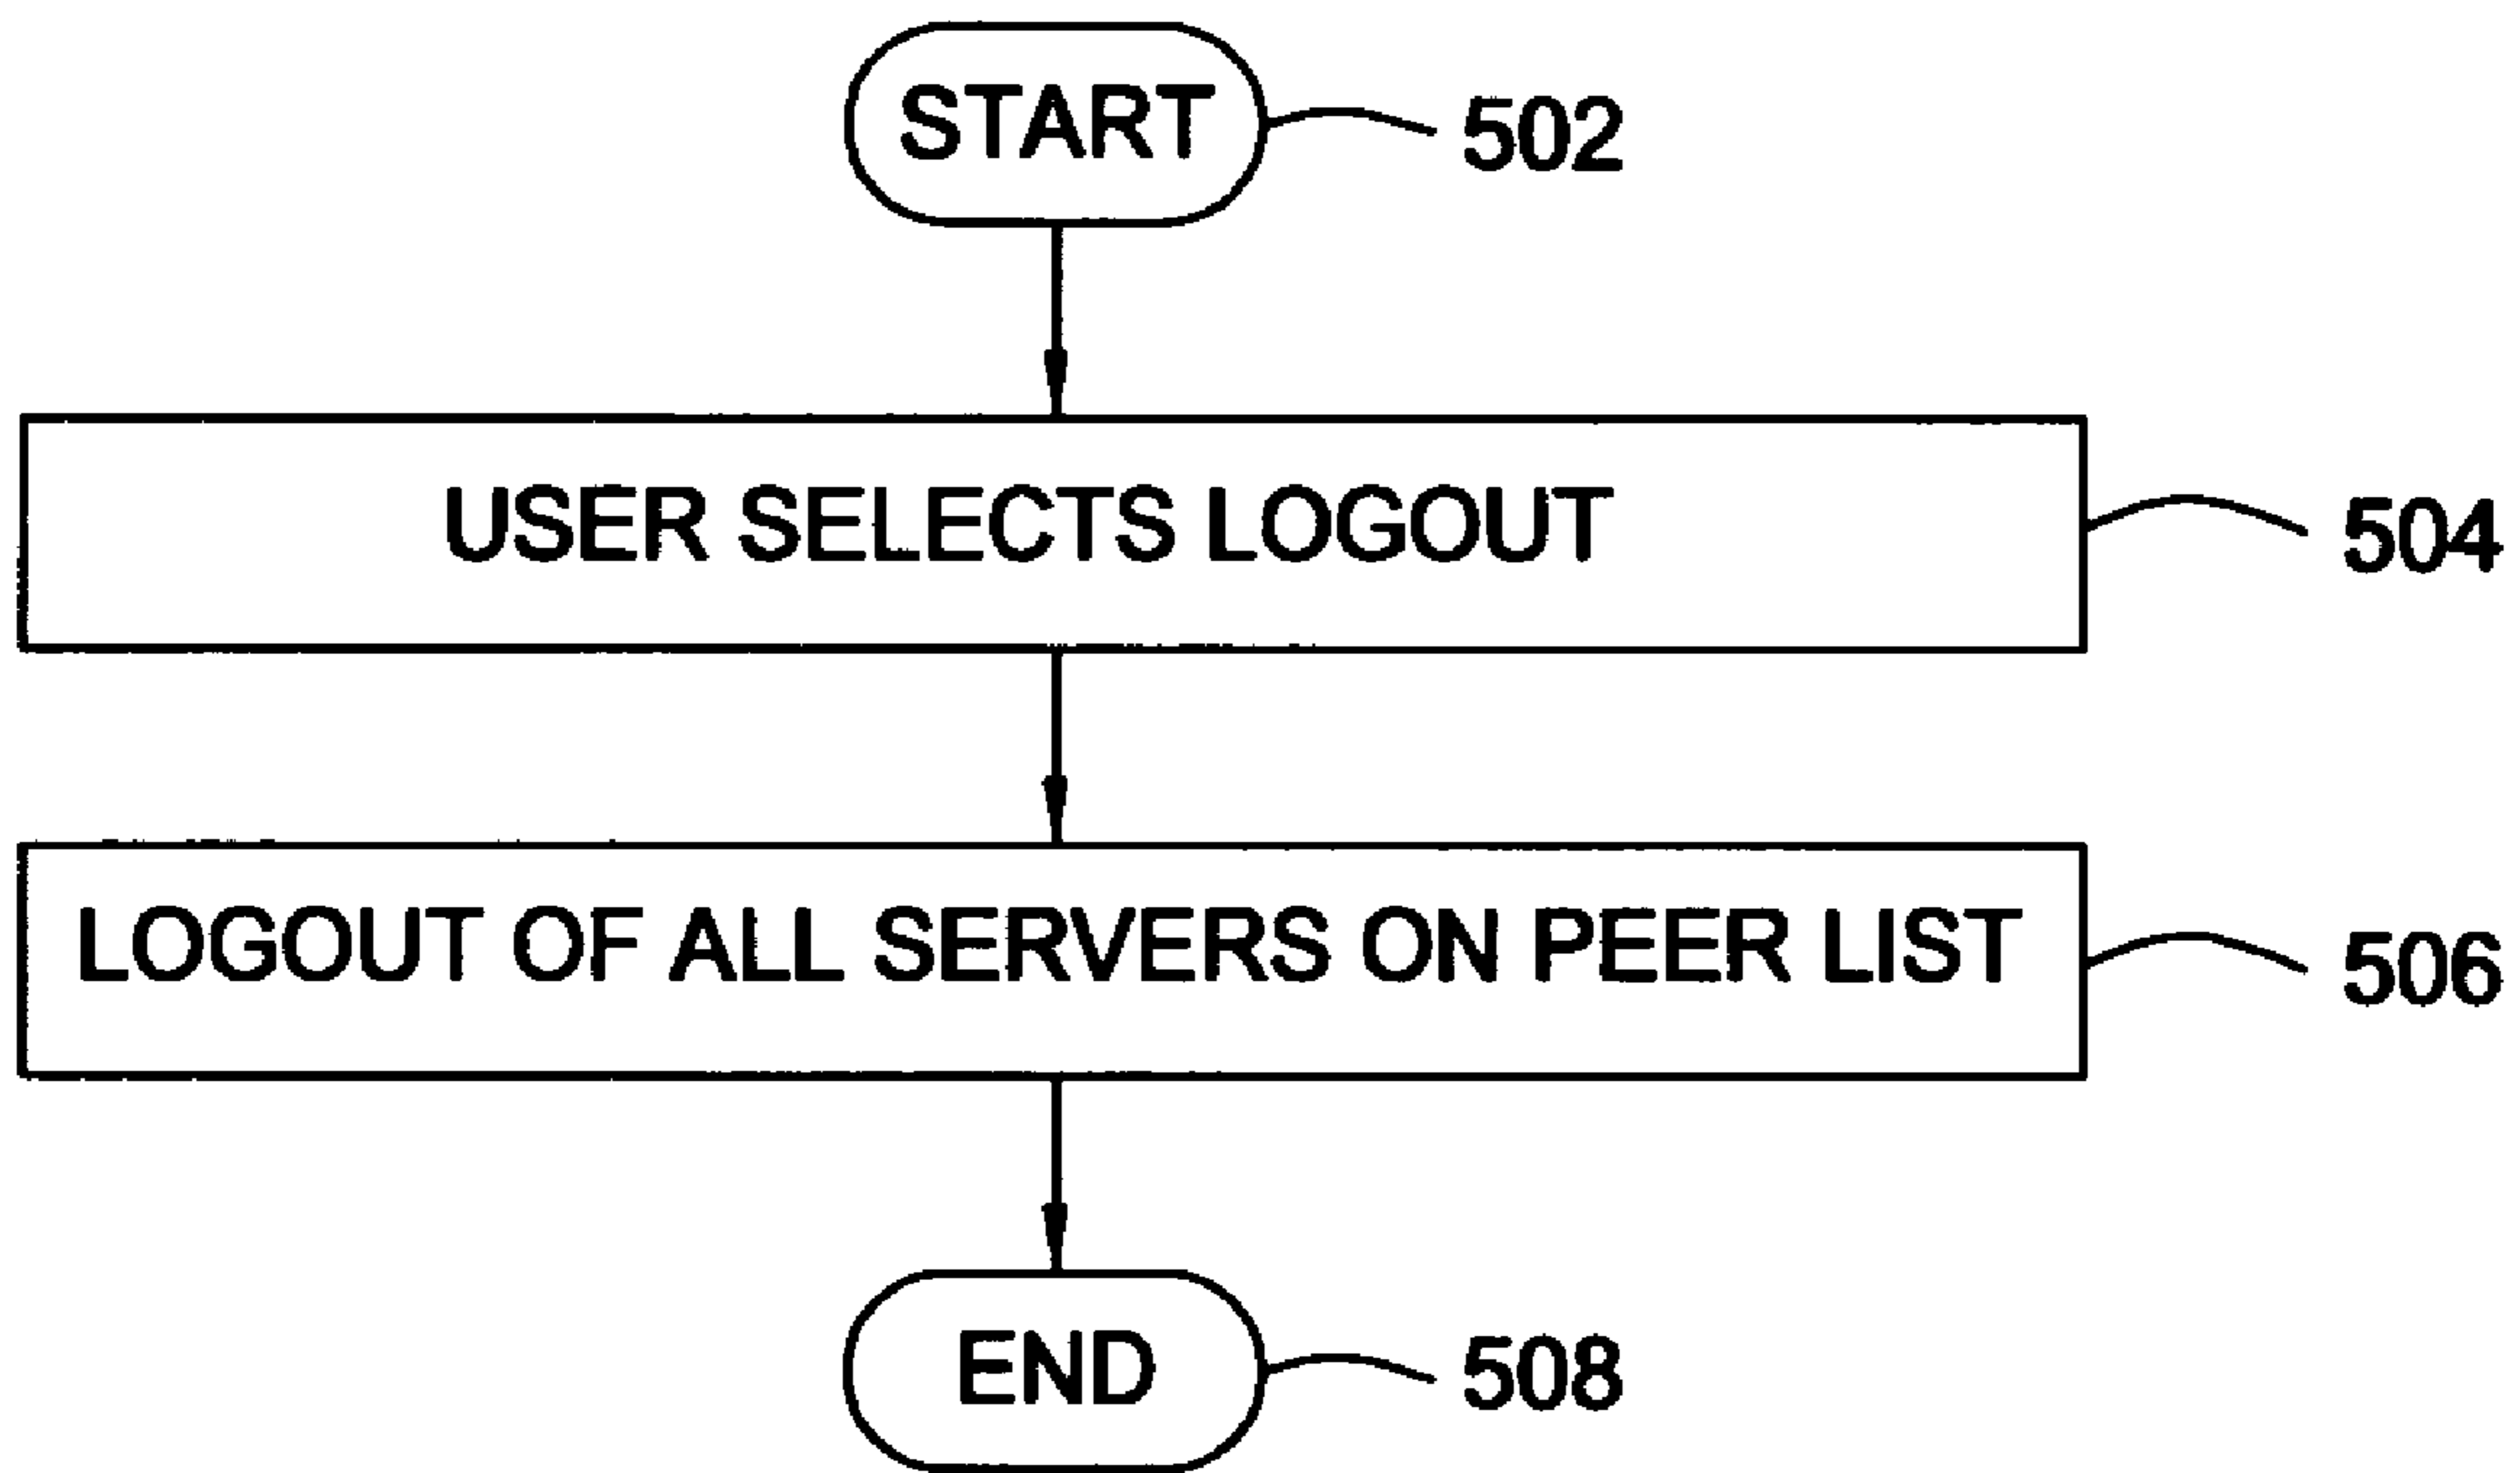 START
502
USER SELECTS LOGOUT
504
LOGOUT OF ALL SERVERS ON PEER LIST
506
END
508